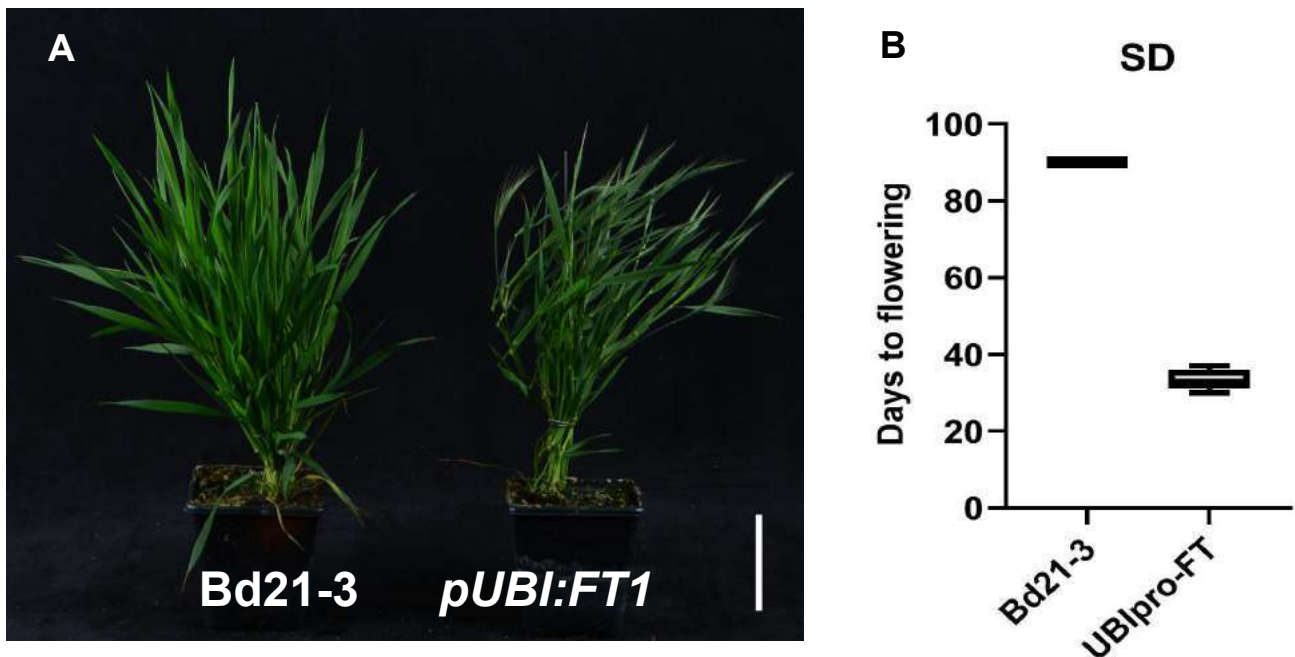 A
Bd21-3
pUBI:FT1
B
SD
Days to flowering
100
80
60
40
20
0
Bd21-3
UBIpro-FT